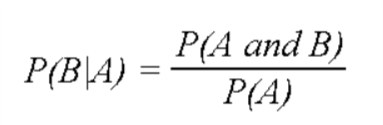 P(B|A) = P(A and B) / P(A)